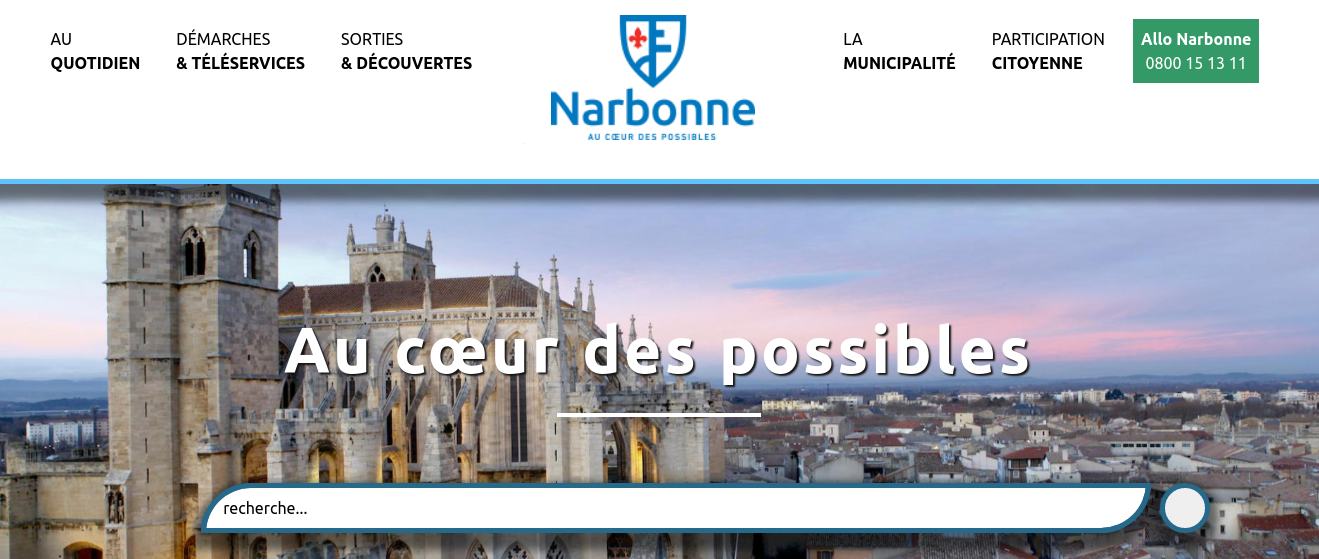 AU
QUOTIDIEN
DÉMARCHES
& TÉLÉSERVICES
SORTIES
& DÉCOUVERTES
Narbonne
AU CŒUR DES POSSIBLES
LA
MUNICIPALITÉ
PARTICIPATION
CITOYENNE
Allo Narbonne
0800 15 13 11
Au cœur des possibles
recherche...